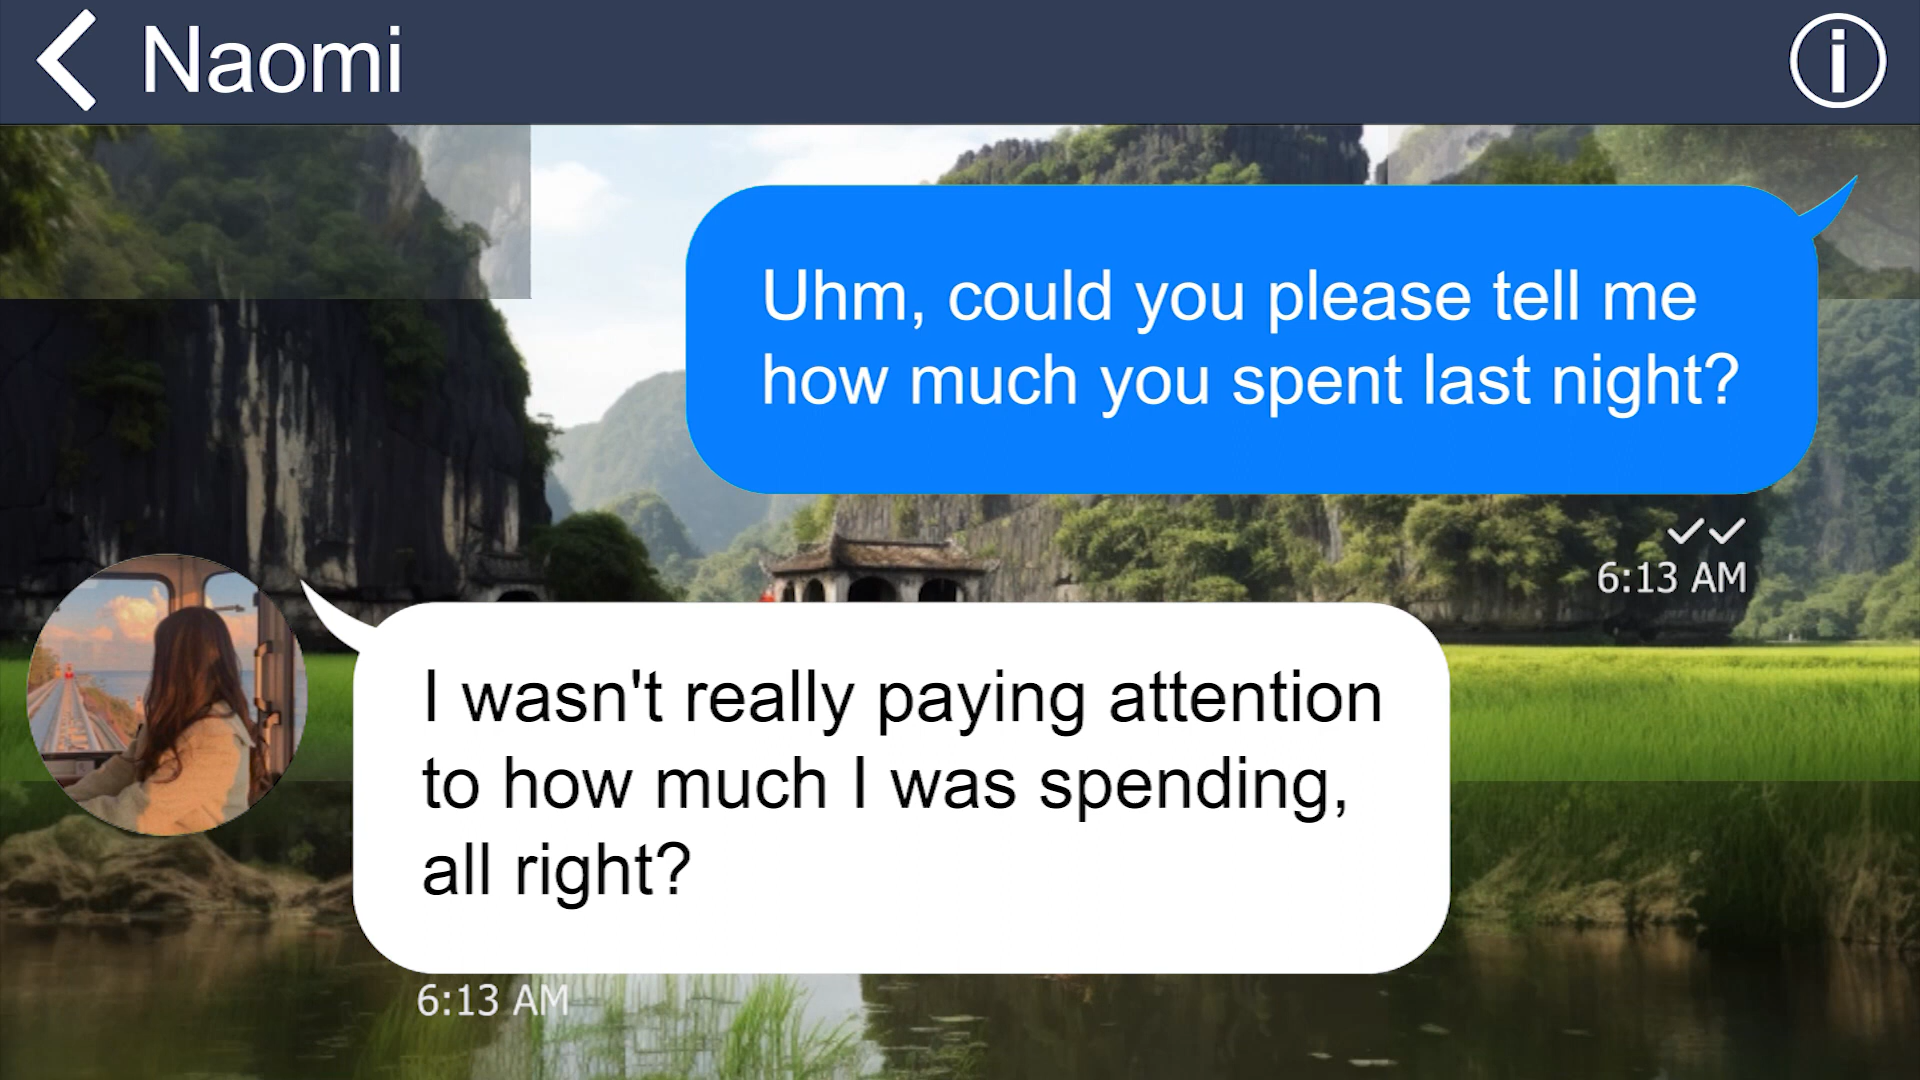 Naomi
Uhm, could you please tell me
how much you spent last night?
6:13 AM
I wasn't really paying attention
to how much I was spending,
all right?
6:13 AM